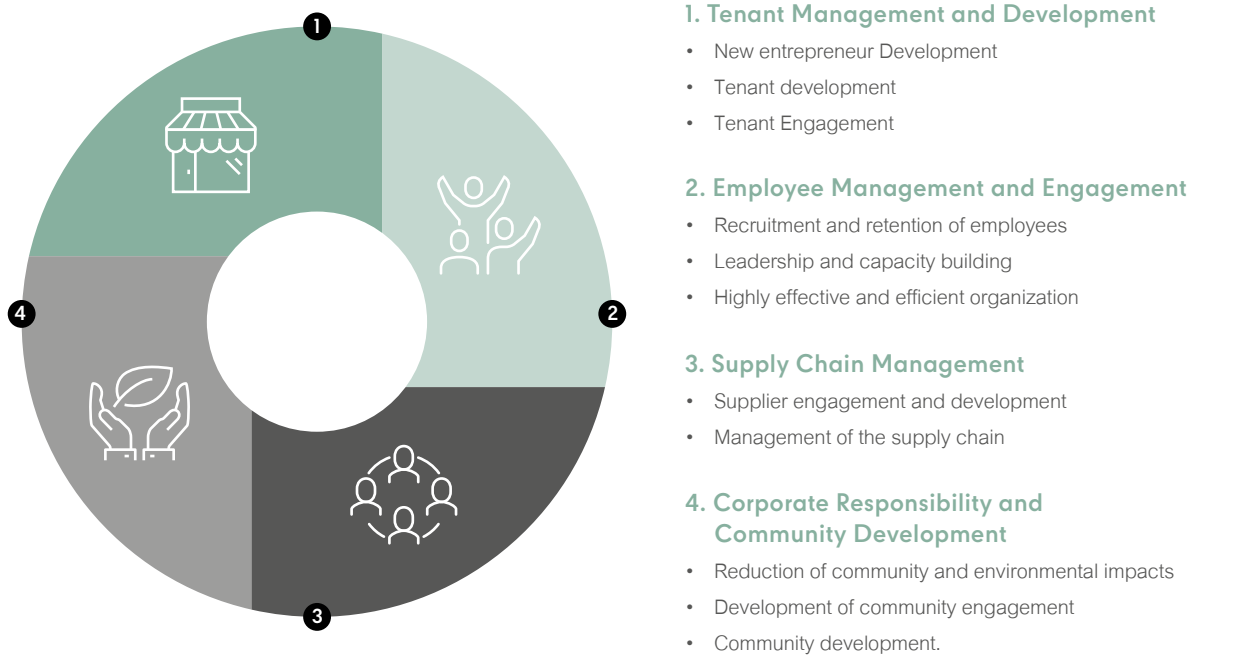 1
2
3
4
1. Tenant Management and Development
• New entrepreneur Development
• Tenant development
• Tenant Engagement
2. Employee Management and Engagement
• Recruitment and retention of employees
• Leadership and capacity building
• Highly effective and efficient organization
3. Supply Chain Management
• Supplier engagement and development
• Management of the supply chain
4. Corporate Responsibility and
Community Development
• Reduction of community and environmental impacts
• Development of community engagement
• Community development.